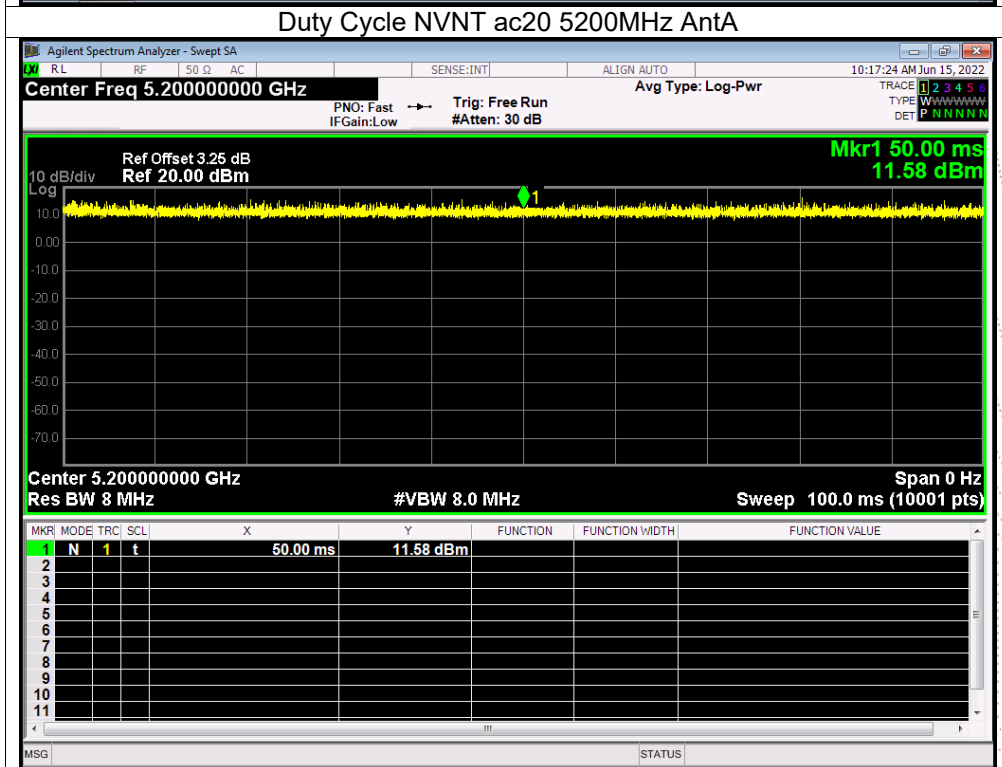 Duty Cycle NVNT ac20 5200MHz AntA
Agilent Spectrum Analyzer - Swept SA
LXI RL RF 50 Ω AC SENSE:INT ALIGN AUTO 10:17:24 AM Jun 15, 2022
Center Freq 5.200000000 GHz Avg Type: Log-Pwr TRACE 1 2 3 4 5 6
PNO: Fast Trig: Free Run TYPE WWWWWW
IFGain:Low #Atten: 30 dB DET P N N N N N
Mkr1 50.00 ms
Ref Offset 3.25 dB
10 dB/div Ref 20.00 dBm 11.58 dBm
Log
1
10.0
0.00
-10.0
-20.0
-30.0
-40.0
-50.0
-60.0
-70.0
Center 5.200000000 GHz Span 0 Hz
Res BW 8 MHz #VBW 8.0 MHz Sweep 100.0 ms (10001 pts)
MKR MODE TRC SCL X Y FUNCTION FUNCTION WIDTH FUNCTION VALUE
1 N 1 t 50.00 ms 11.58 dBm
2
3
4
5
6
7
8
9
10
11
MSG STATUS